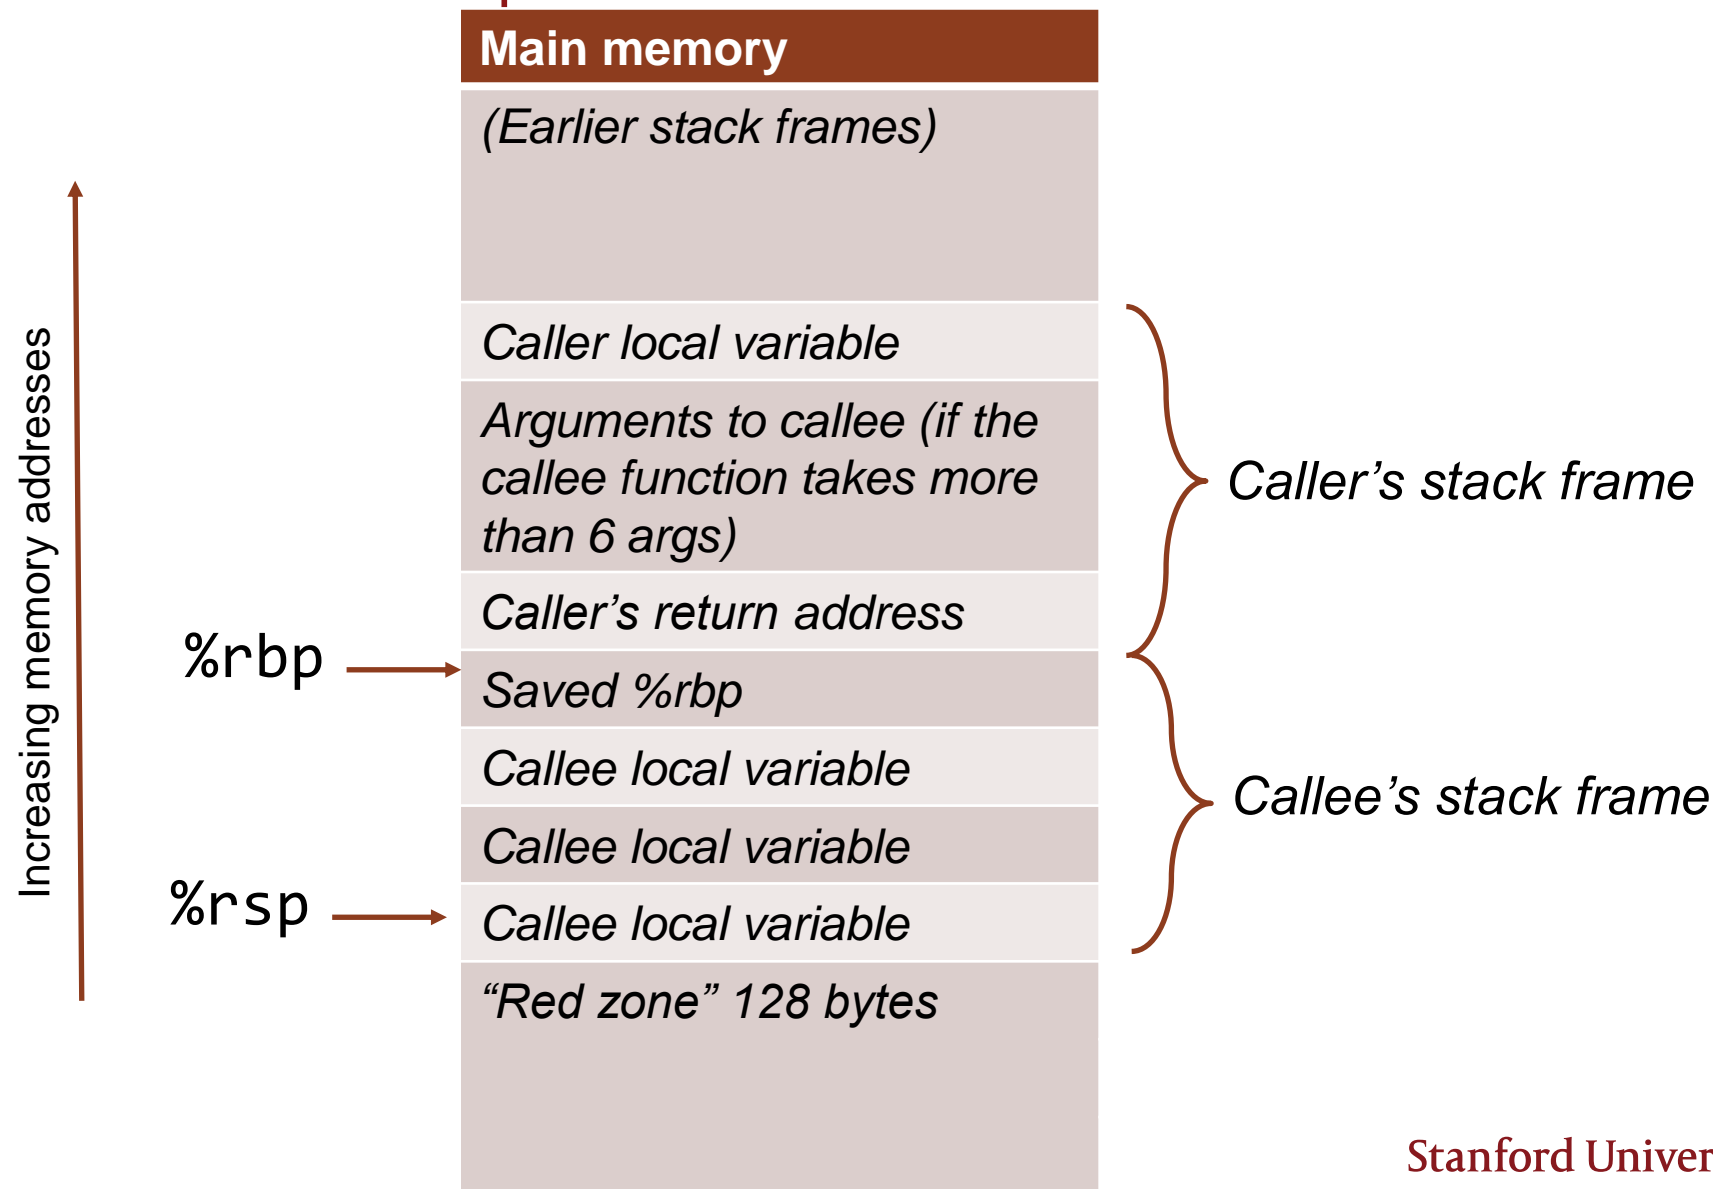 Main memory
(Earlier stack frames)
Caller local variable
Arguments to callee (if the
callee function takes more
than 6 args)
Caller’s return address
Saved %rbp
Callee local variable
Callee local variable
Callee local variable
“Red zone” 128 bytes
Increasing memory addresses
%rbp
%rsp
Caller’s stack frame
Callee’s stack frame
Stanford Univer